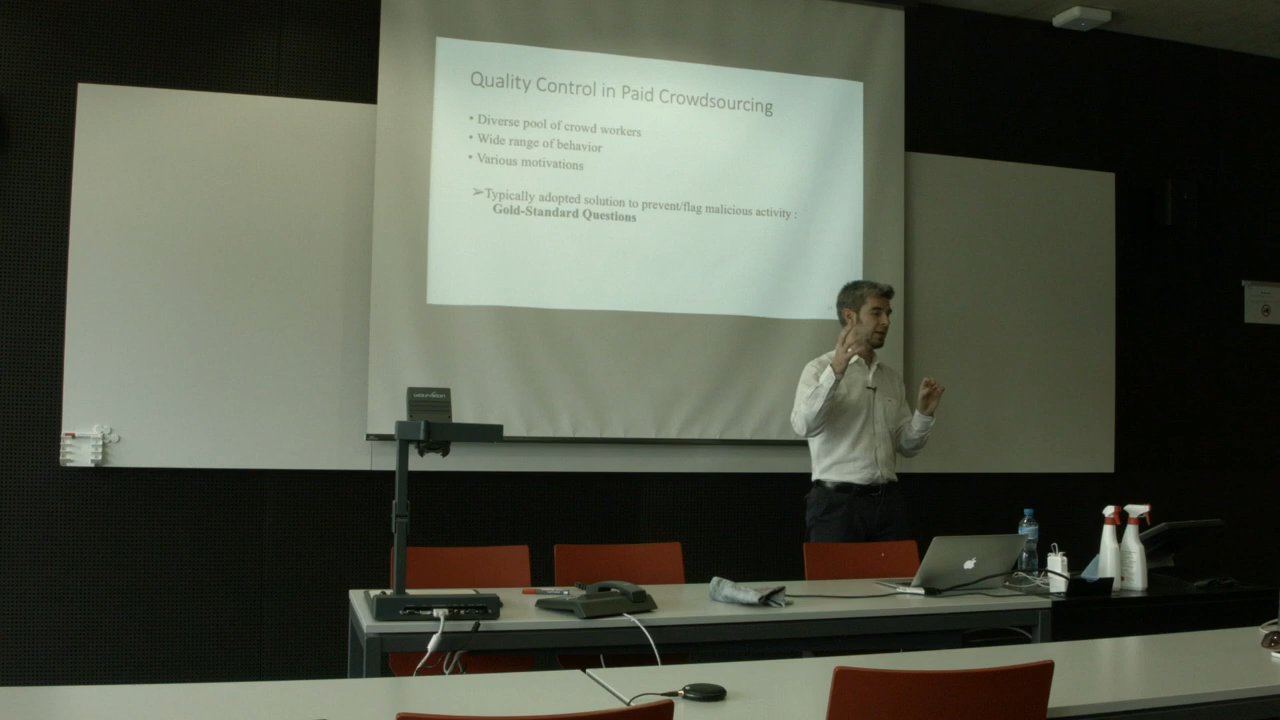 Quality Control in Paid Crowdsourcing
• Diverse pool of crowd workers
• Wide range of behavior
• Various motivations
➢Typically adopted solution to prevent/flag malicious activity :
Gold-Standard Questions